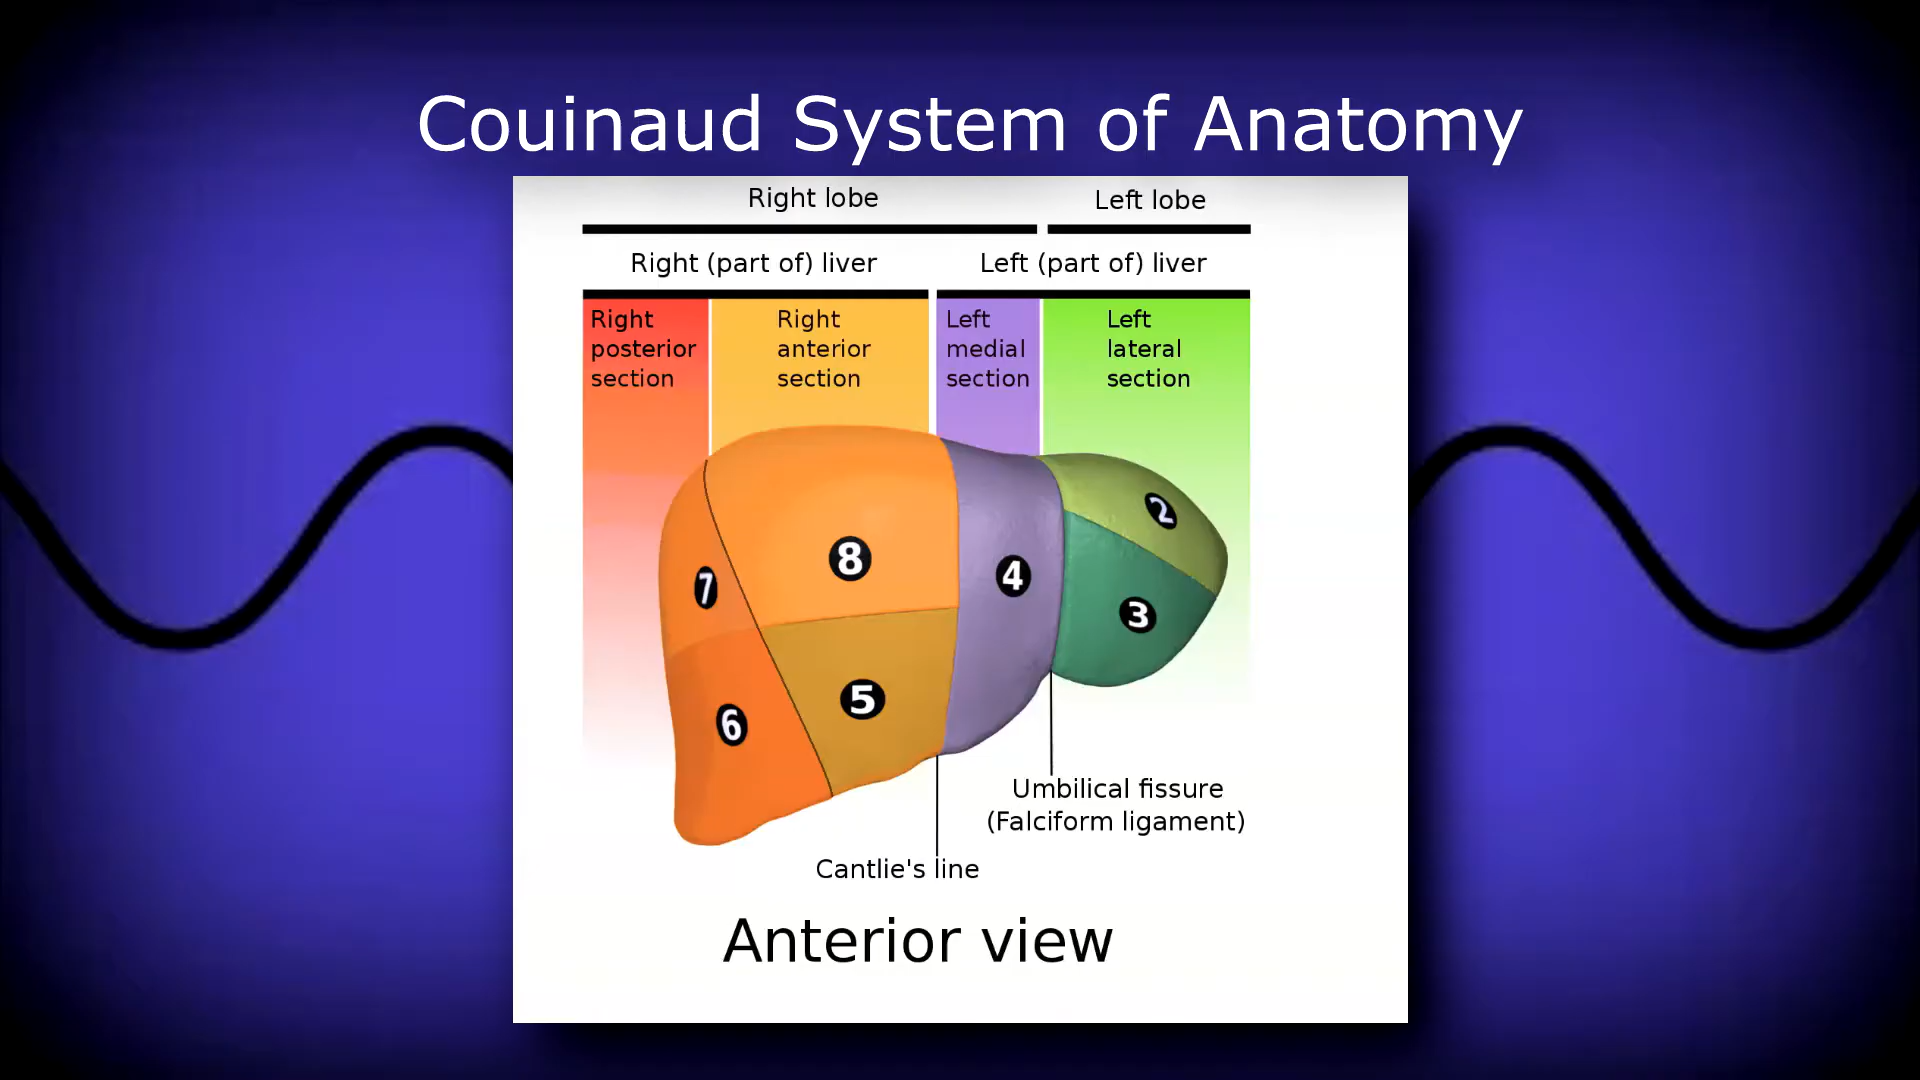 Couinaud System of Anatomy
Right lobe
Left lobe
Right (part of) liver
Left (part of) liver
Right
posterior
section
Right
anterior
section
Left
medial
section
Left
lateral
section
2
8
4
7
3
5
6
Umbilical fissure
(Falciform ligament)
Cantlie's line
Anterior view